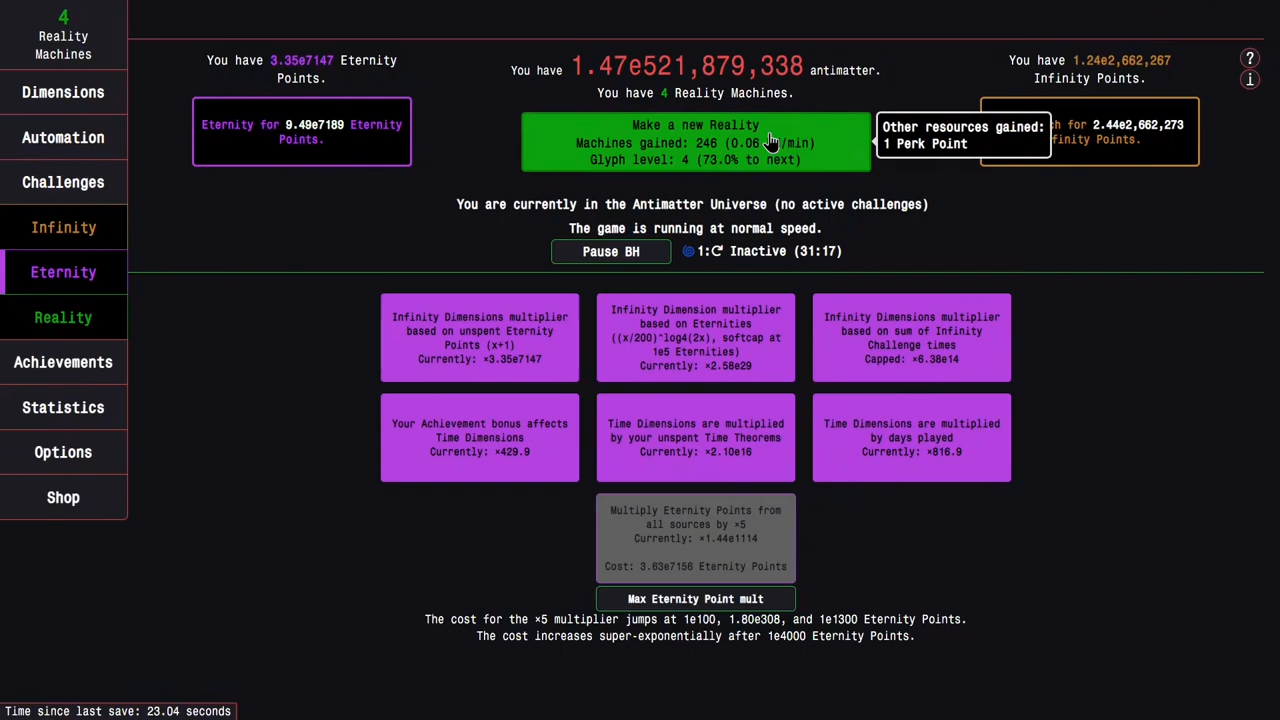 4
Reality
Machines
Dimensions
Automation
Challenges
Infinity
Eternity
Reality
Achievements
Statistics
Options
Shop
You have 3.35e7147 Eternity
Points.
Eternity for 9.49e7189 Eternity
Points.
You have 1.47e521,879,338 antimatter.
You have 4 Reality Machines.
Make a new Reality
Machines gained: 246 (0.06 /min)
Glyph level: 4 (73.0% to next)
Other resources gained:
1 Perk Point
You have 1.24e2,662,267
Infinity Points.
for 2.44e2,662,273
Points.
?
i
You are currently in the Antimatter Universe (no active challenges)
The game is running at normal speed.
Pause BH
1: Inactive (31:17)
Infinity Dimensions multiplier
based on unspent Eternity
Points (x+1)
Currently: ×3.35e7147
Infinity Dimension multiplier
based on Eternities
((x/200)^log4(2x), softcap at
1e5 Eternities)
Currently: ×2.58e29
Infinity Dimensions multiplier
based on sum of Infinity
Challenge times
Capped: ×6.38e14
Your Achievement bonus affects
Time Dimensions
Currently: ×429.9
Time Dimensions are multiplied
by your unspent Time Theorems
Currently: ×2.10e16
Time Dimensions are multiplied
by days played
Currently: ×816.9
Multiply Eternity Points from
all sources by ×5
Currently: ×1.44e1114
Cost: 3.63e7156 Eternity Points
Max Eternity Point mult
The cost for the ×5 multiplier jumps at 1e100, 1.80e308, and 1e1300 Eternity Points.
The cost increases super-exponentially after 1e4000 Eternity Points.
Time since last save: 23.04 seconds